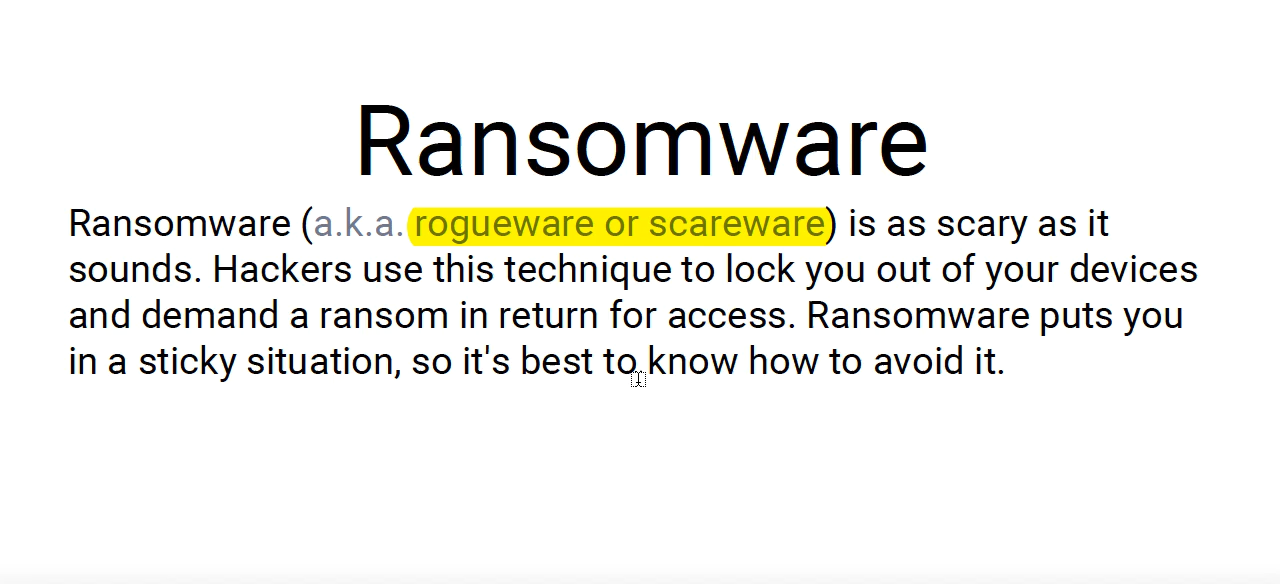 Ransomware
Ransomware (a.k.a. rogueware or scareware) is as scary as it
sounds. Hackers use this technique to lock you out of your devices
and demand a ransom in return for access. Ransomware puts you
in a sticky situation, so it's best to know how to avoid it.